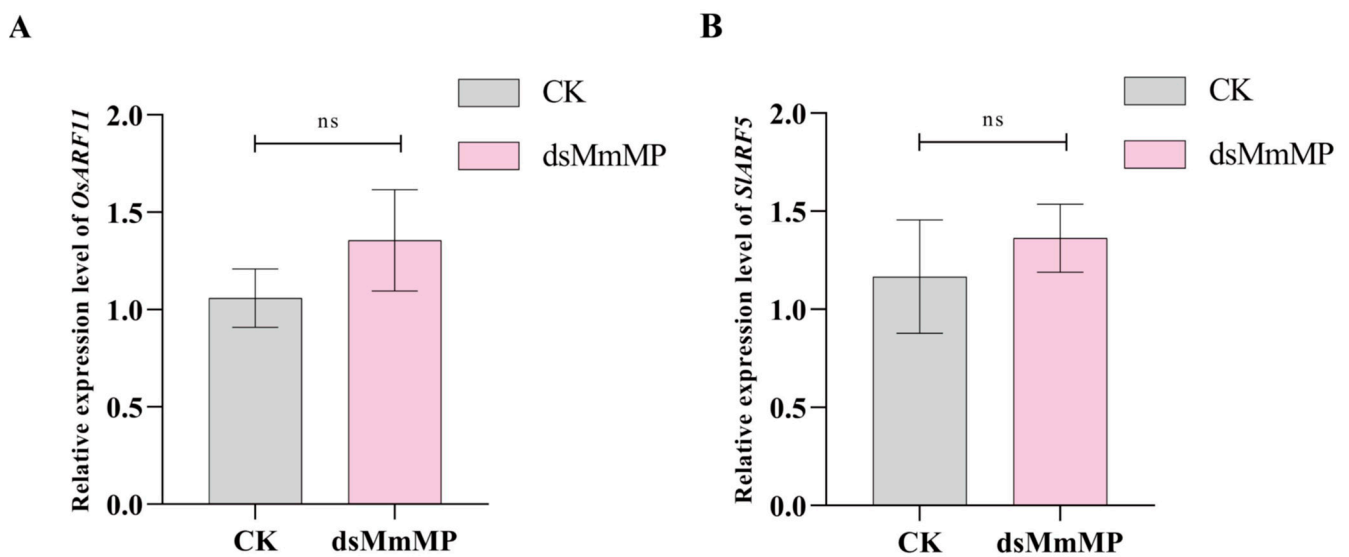 A
Relative expression level of OsARF11
2.0
1.5
1.0
0.5
0.0
ns
CK
dsMmMP
CK
dsMmMP
B
Relative expression level of SlARF5
2.0
1.5
1.0
0.5
0.0
ns
CK
dsMmMP
CK
dsMmMP